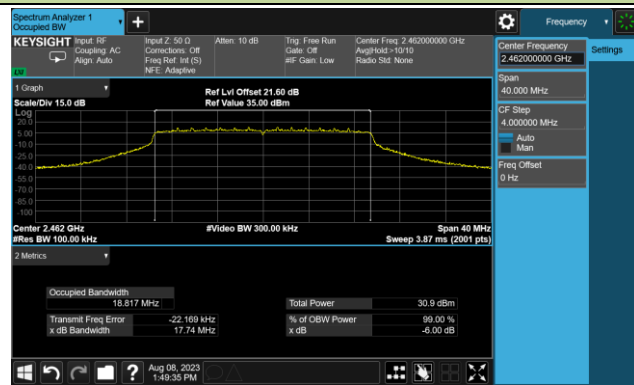 Spectrum Analyzer 1
Occupied BW
Frequency
KEYSIGHT
Input: RF
Coupling: AC
Align: Auto
Input Z: 50 Ω
Corrections: Off
Freq Ref: Int (S)
NFE: Adaptive
Atten: 10 dB
Trig: Free Run
Gate: Off
#IF Gain: Low
Center Freq: 2.462000000 GHz
Avg|Hold:>10/10
Radio Std: None
Center Frequency
2.462000000 GHz
Settings
Span
40.000 MHz
CF Step
4.000000 MHz
Auto
Man
Freq Offset
0 Hz
1 Graph
Scale/Div 15.0 dB
Ref Lvl Offset 21.60 dB
Ref Value 35.00 dBm
Log
20.0
5.00
-10.0
-25.0
-40.0
-55.0
-70.0
-85.0
-100
Center 2.462 GHz
#Video BW 300.00 kHz
Span 40 MHz
#Res BW 100.00 kHz
Sweep 3.87 ms (2001 pts)
2 Metrics
Occupied Bandwidth
18.817 MHz
Total Power 30.9 dBm
Transmit Freq Error -22.169 kHz
% of OBW Power 99.00 %
x dB Bandwidth 17.74 MHz
x dB -6.00 dB
?
Aug 08, 2023
1:49:35 PM